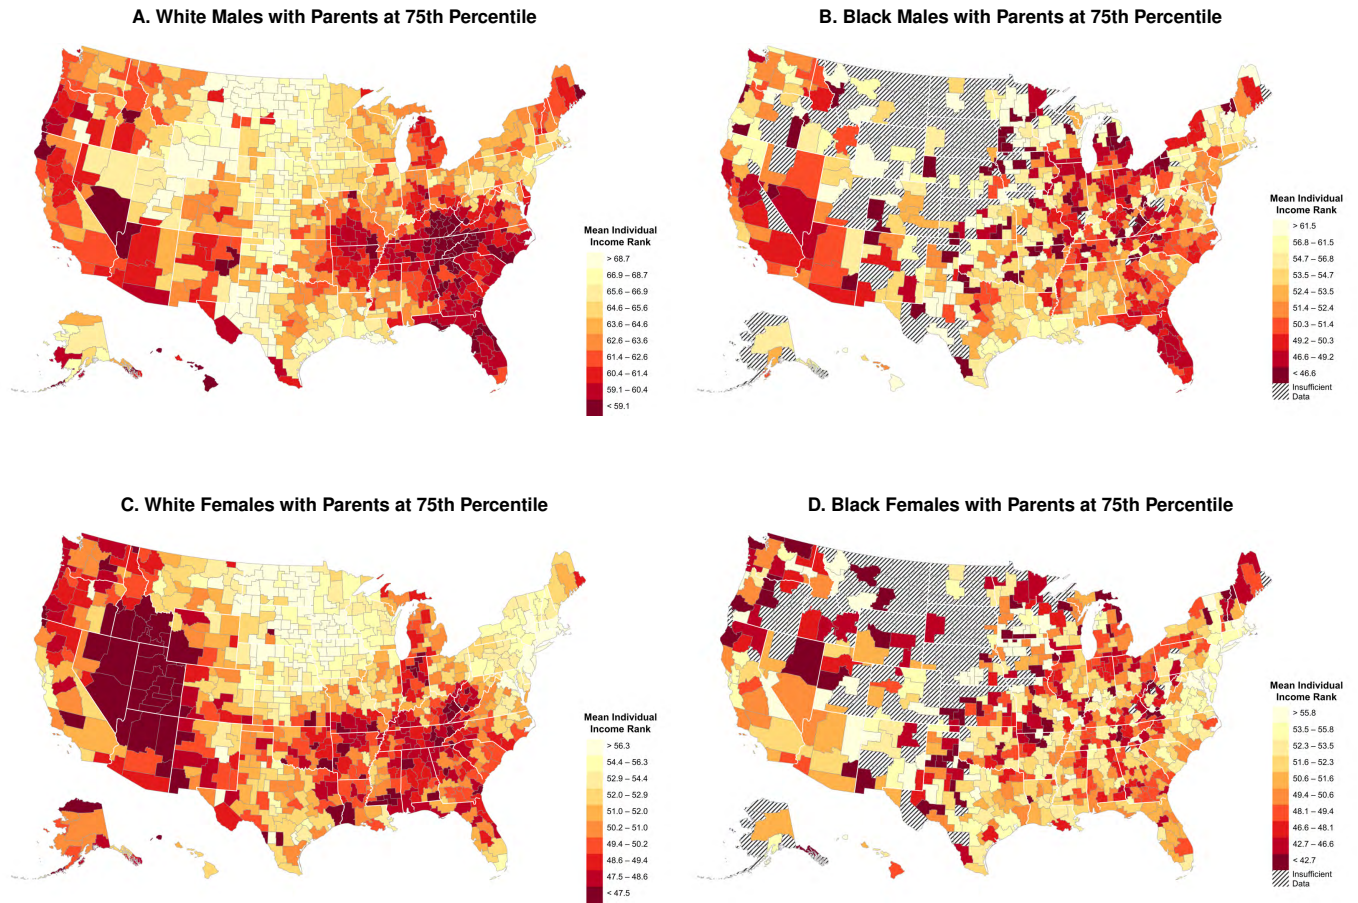 A. White Males with Parents at 75th Percentile
Mean Individual
Income Rank
> 68.7
66.9 – 68.7
65.6 – 66.9
64.6 – 65.6
63.6 – 64.6
62.6 – 63.6
61.4 – 62.6
60.4 – 61.4
59.1 – 60.4
< 59.1
B. Black Males with Parents at 75th Percentile
Mean Individual
Income Rank
> 61.5
56.8 – 61.5
54.7 – 56.8
53.5 – 54.7
52.4 – 53.5
51.4 – 52.4
50.3 – 51.4
49.2 – 50.3
46.6 – 49.2
< 46.6
Insufficient
Data
C. White Females with Parents at 75th Percentile
Mean Individual
Income Rank
> 56.3
54.4 – 56.3
52.9 – 54.4
52.0 – 52.9
51.0 – 52.0
50.2 – 51.0
49.4 – 50.2
48.6 – 49.4
47.5 – 48.6
< 47.5
D. Black Females with Parents at 75th Percentile
Mean Individual
Income Rank
> 55.8
53.5 – 55.8
52.3 – 53.5
51.6 – 52.3
50.6 – 51.6
49.4 – 50.6
48.1 – 49.4
46.6 – 48.1
42.7 – 46.6
< 42.7
Insufficient
Data